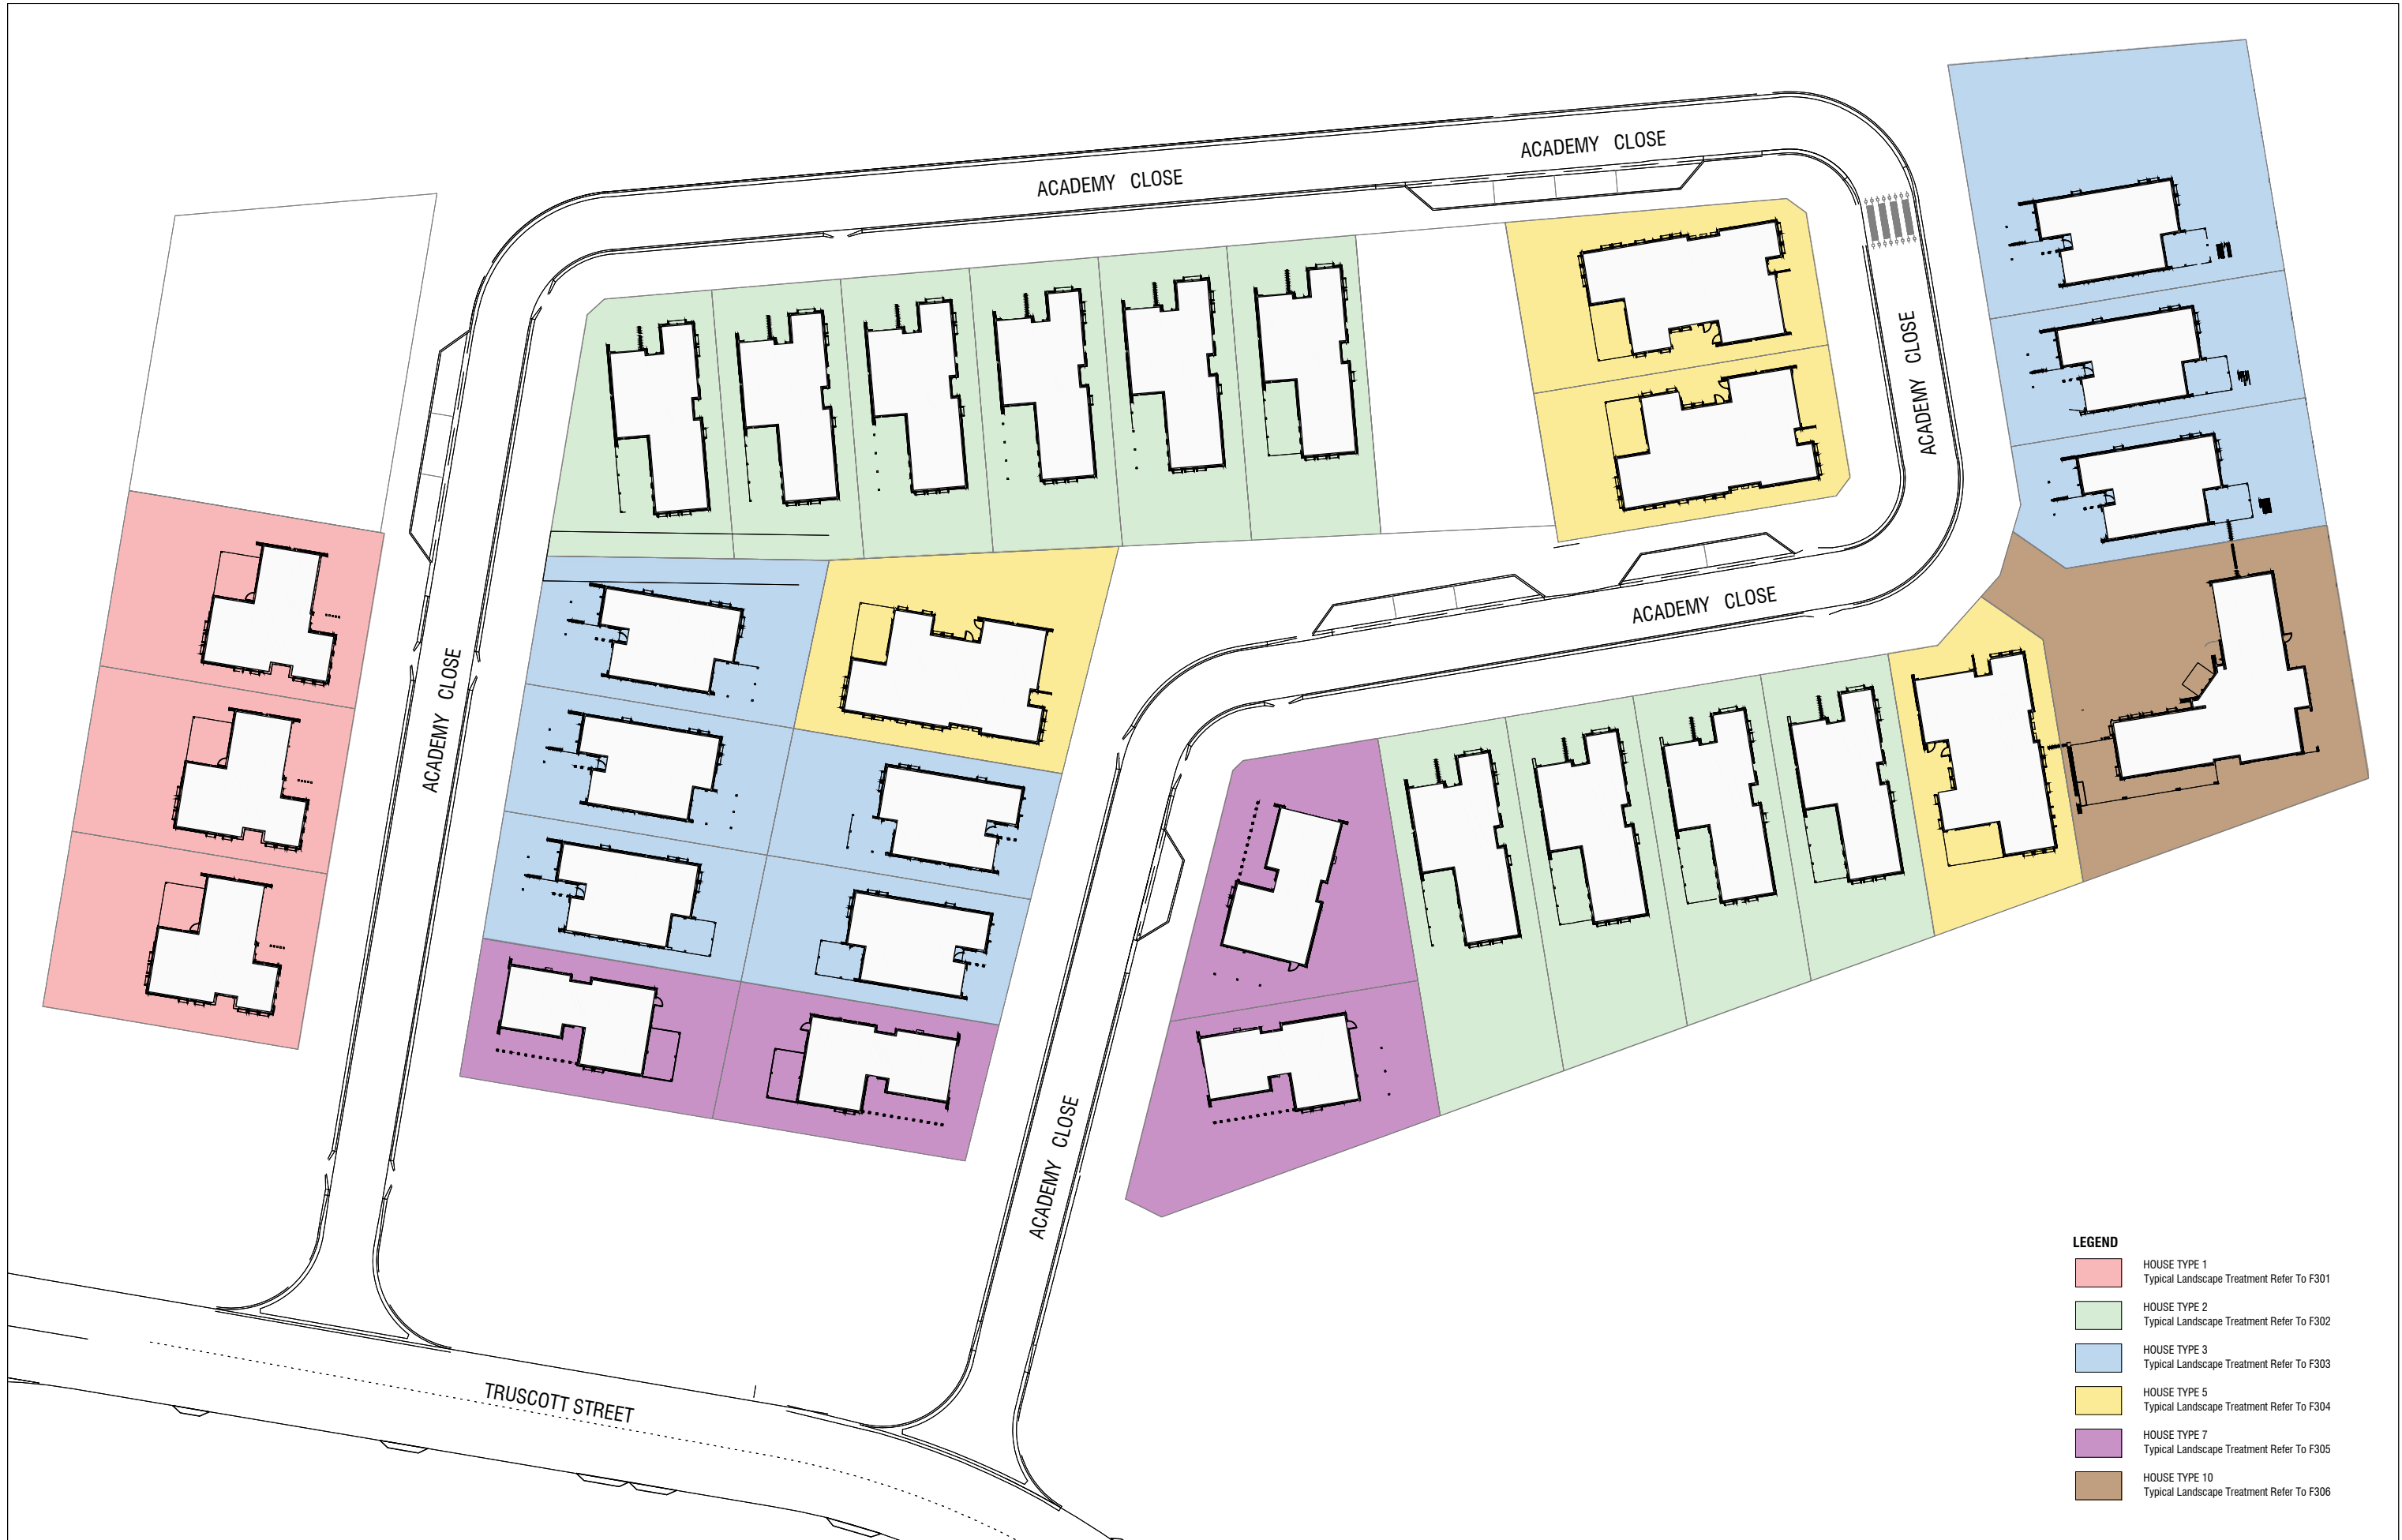 ACADEMY CLOSE
ACADEMY CLOSE
ACADEMY CLOSE
ACADEMY CLOSE
ACADEMY CLOSE
ACADEMY CLOSE
TRUSCOTT STREET
LEGEND
HOUSE TYPE 1
Typical Landscape Treatment Refer To F301
HOUSE TYPE 2
Typical Landscape Treatment Refer To F302
HOUSE TYPE 3
Typical Landscape Treatment Refer To F303
HOUSE TYPE 5
Typical Landscape Treatment Refer To F304
HOUSE TYPE 7
Typical Landscape Treatment Refer To F305
HOUSE TYPE 10
Typical Landscape Treatment Refer To F306